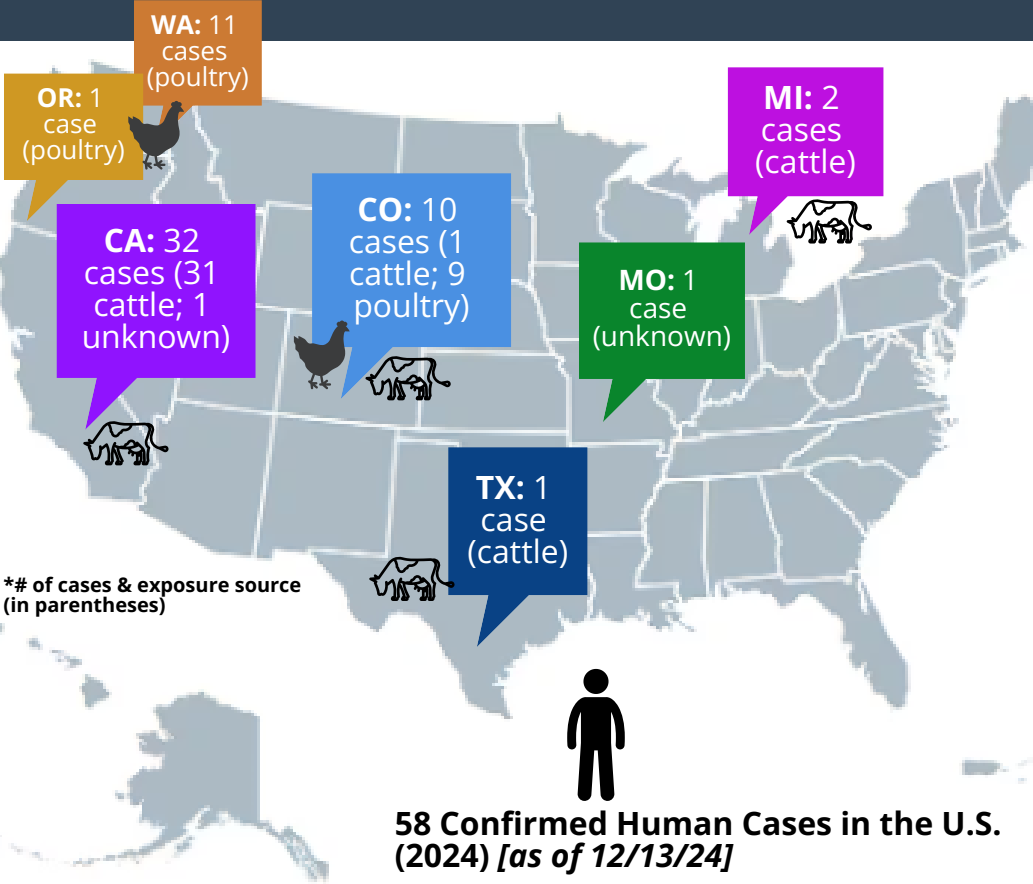 WA: 11
cases
(poultry)
OR: 1
case
(poultry)
MI: 2
cases
(cattle)
CA: 32
cases (31
cattle; 1
unknown)
CO: 10
cases (1
cattle; 9
poultry)
MO: 1
case
(unknown)
TX: 1
case
(cattle)
*# of cases & exposure source
(in parentheses)
58 Confirmed Human Cases in the U.S.
(2024) [as of 12/13/24]